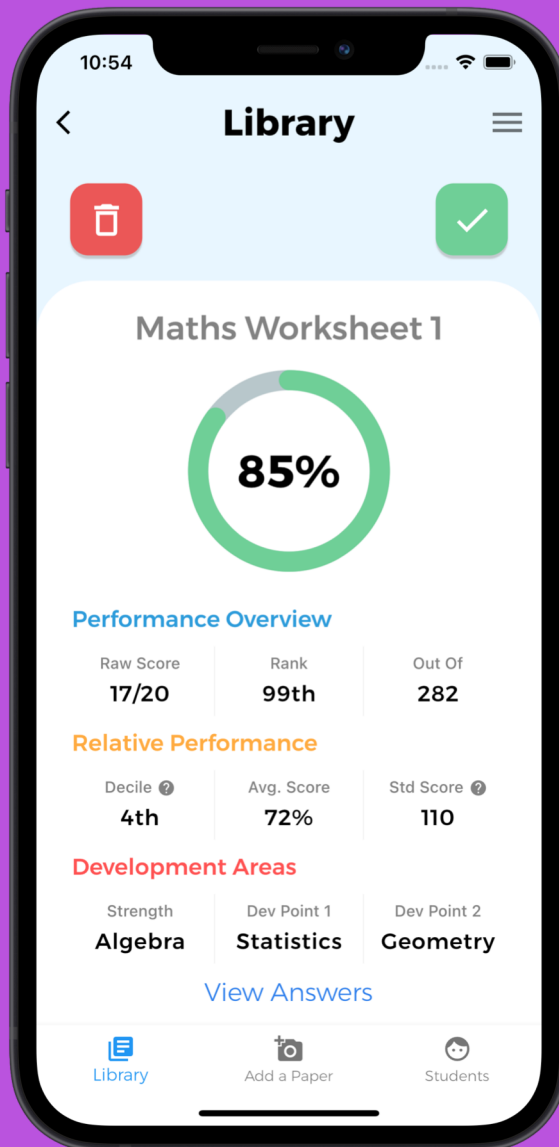 10:54
Library
Maths Worksheet 1
85%
Performance Overview
Raw Score Rank Out Of
17/20 99th 282
Relative Performance
Decile ? Avg. Score Std Score ?
4th 72% 110
Development Areas
Strength Dev Point 1 Dev Point 2
Algebra Statistics Geometry
View Answers
Library Add a Paper Students